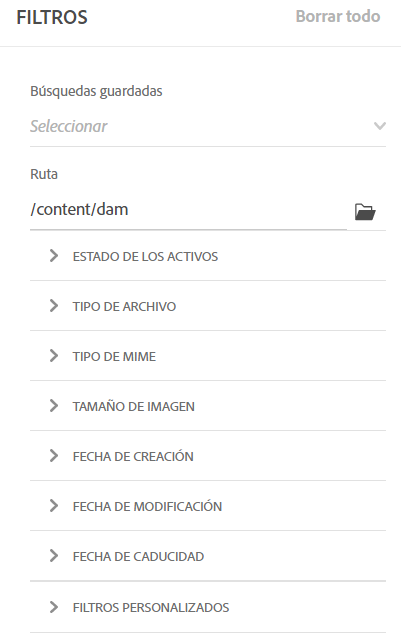 FILTROS
Borrar todo
Búsquedas guardadas
Seleccionar
Ruta
/content/dam
ESTADO DE LOS ACTIVOS
TIPO DE ARCHIVO
TIPO DE MIME
TAMAÑO DE IMAGEN
FECHA DE CREACIÓN
FECHA DE MODIFICACIÓN
FECHA DE CADUCIDAD
FILTROS PERSONALIZADOS